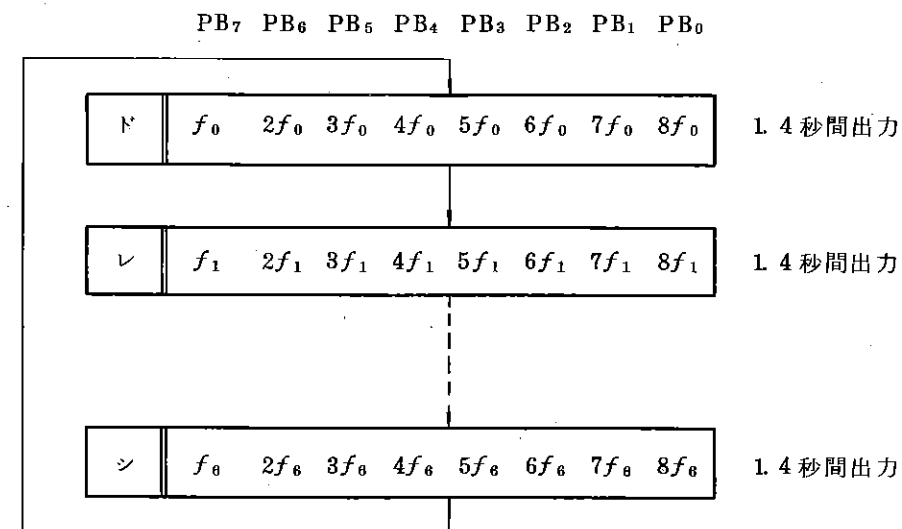 PB₇ PB₆ PB₅ PB₄ PB₃ PB₂ PB₁ PB₀
ド f₀ 2f₀ 3f₀ 4f₀ 5f₀ 6f₀ 7f₀ 8f₀ 1.4秒間出力
レ f₁ 2f₁ 3f₁ 4f₁ 5f₁ 6f₁ 7f₁ 8f₁ 1.4秒間出力
シ f₆ 2f₆ 3f₆ 4f₆ 5f₆ 6f₆ 7f₆ 8f₆ 1.4秒間出力